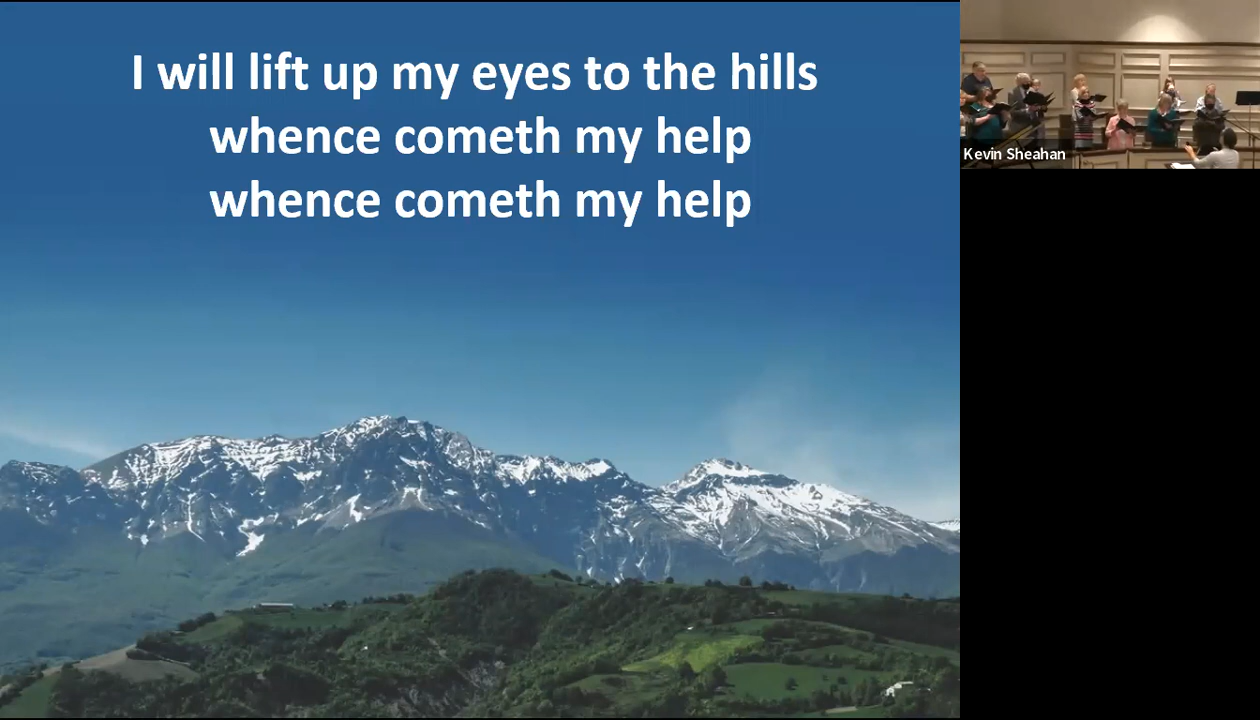 I will lift up my eyes to the hills
whence cometh my help
whence cometh my help
Kevin Sheahan